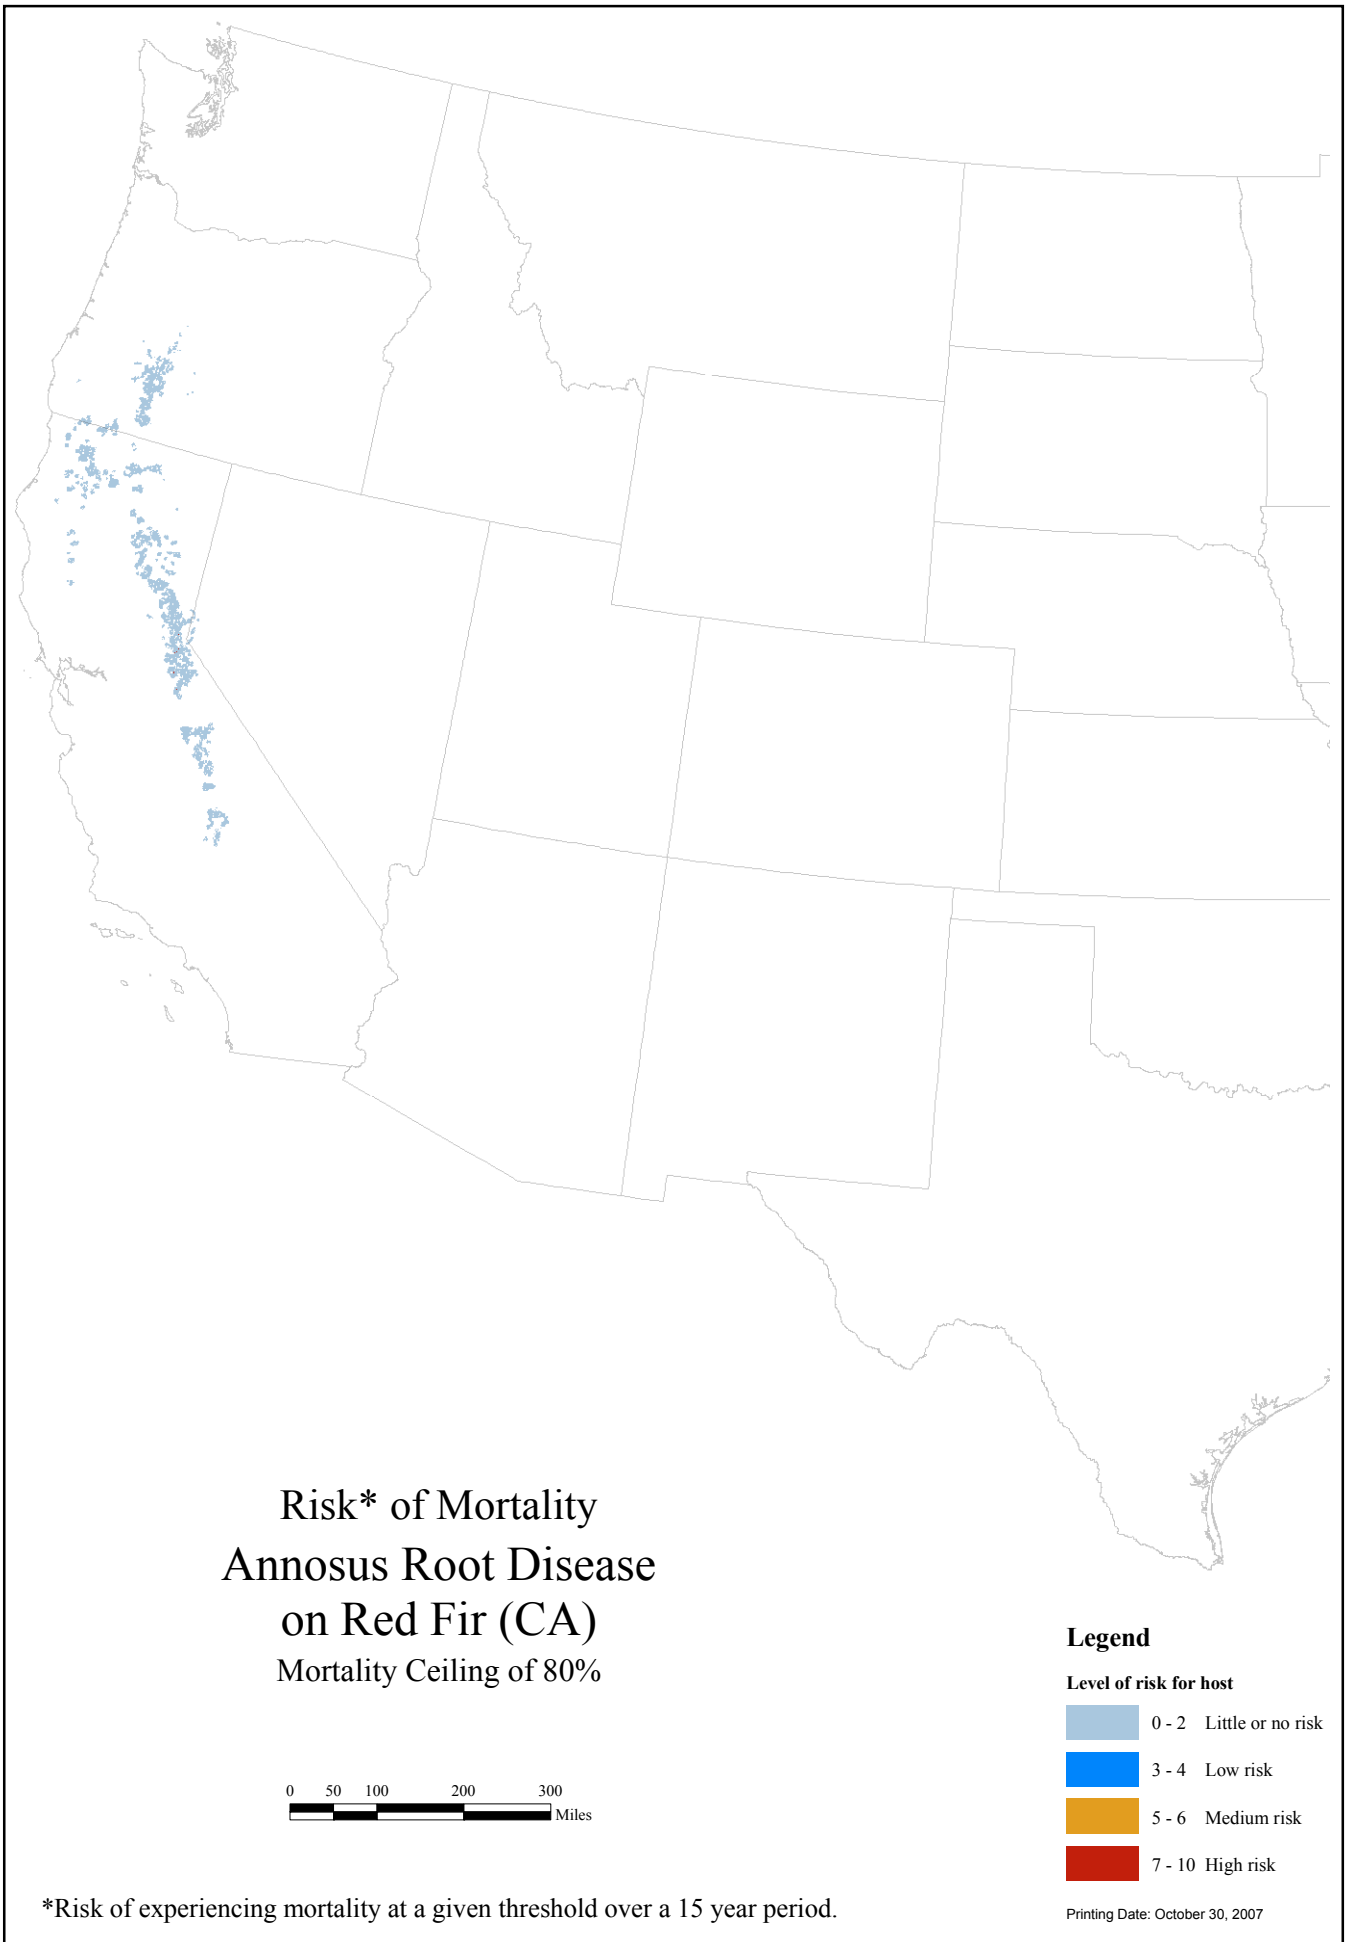 Risk* of Mortality
Annosus Root Disease
on Red Fir (CA)
Mortality Ceiling of 80%
0 50 100 200 300
Miles
*Risk of experiencing mortality at a given threshold over a 15 year period.
Legend
Level of risk for host
0 - 2 Little or no risk
3 - 4 Low risk
5 - 6 Medium risk
7 - 10 High risk
Printing Date: October 30, 2007